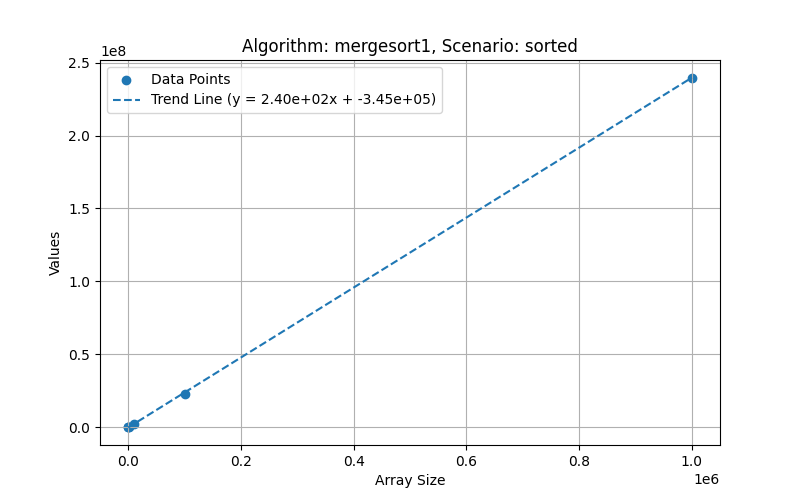 Algorithm: mergesort1, Scenario: sorted
1e8
2.5
2.0
1.5
1.0
0.5
0.0
Values
Data Points
Trend Line (y = 2.40e+02x + -3.45e+05)
0.0 0.2 0.4 0.6 0.8 1.0
1e6
Array Size